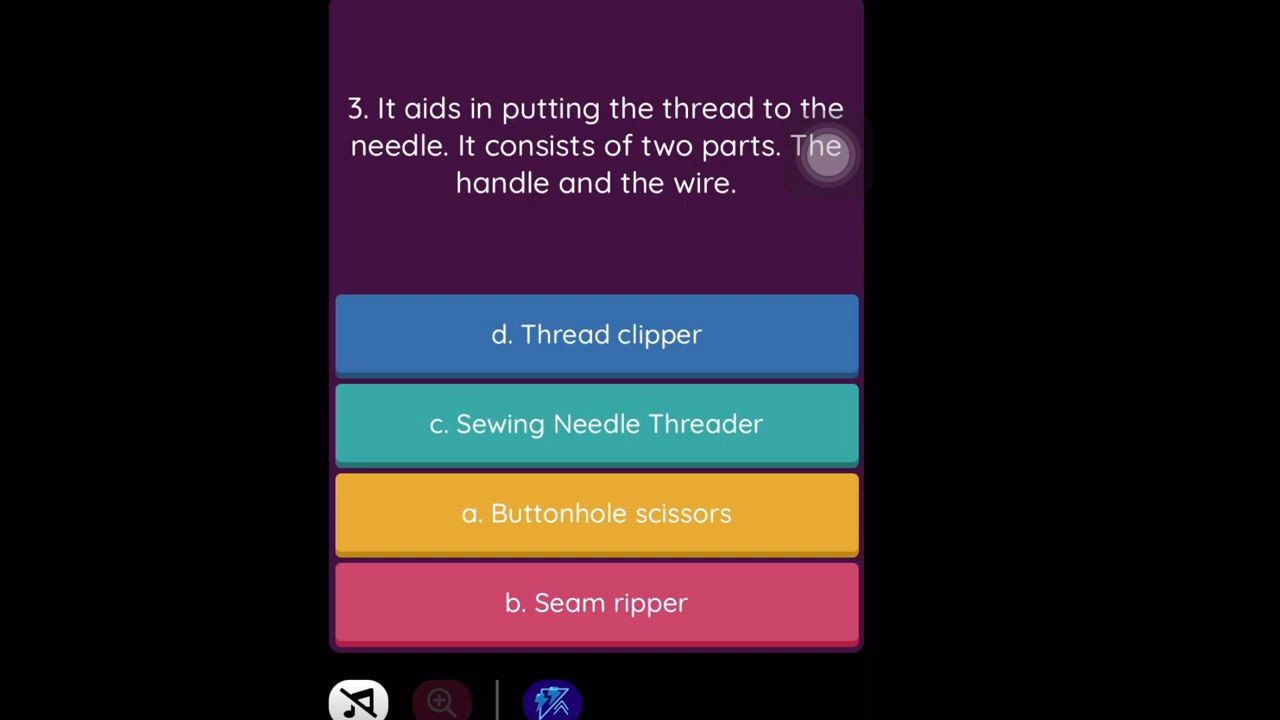 3. It aids in putting the thread to the
needle. It consists of two parts. The
handle and the wire.
d. Thread clipper
c. Sewing Needle Threader
a. Buttonhole scissors
b. Seam ripper